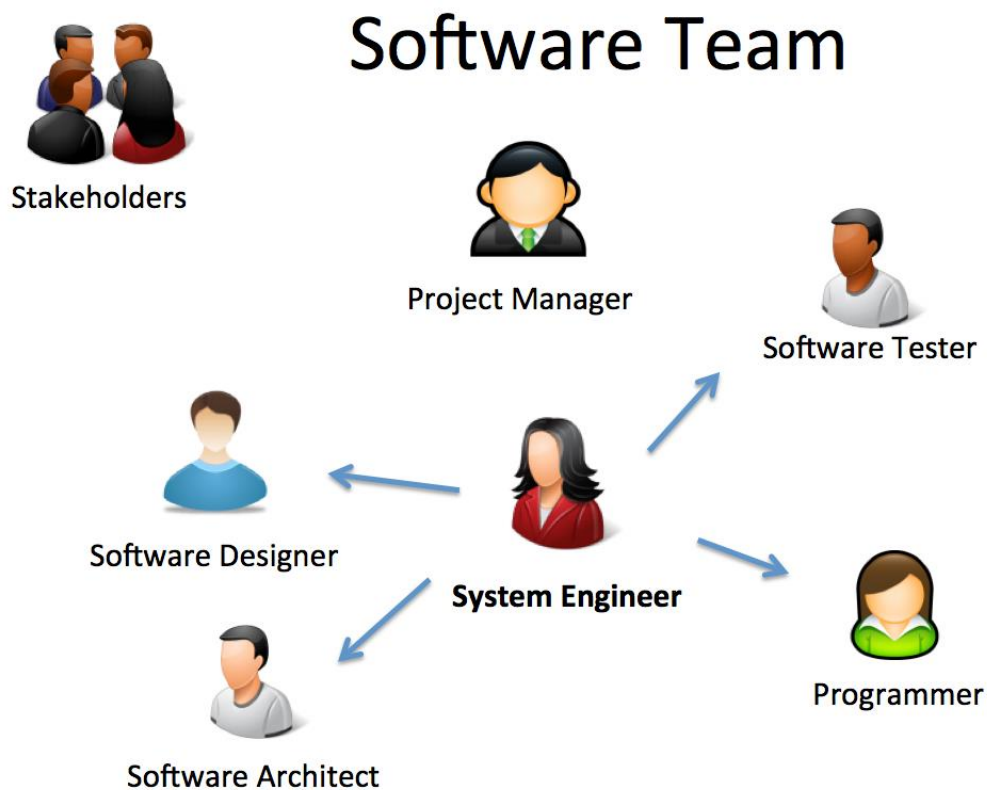 Software Team
Stakeholders
Project Manager
Software Tester
Software Designer
System Engineer
Programmer
Software Architect